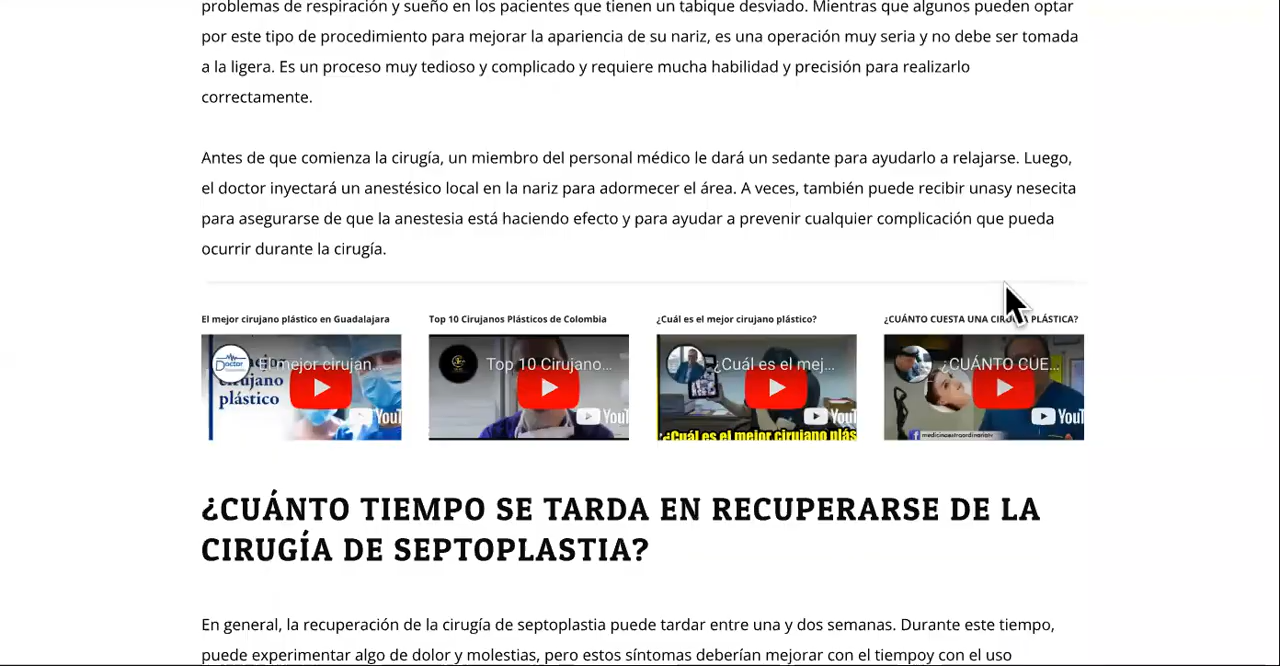 problemas de respiración y sueño en los pacientes que tienen un tabique desviado. Mientras que algunos pueden optar
por este tipo de procedimiento para mejorar la apariencia de su nariz, es una operación muy seria y no debe ser tomada
a la ligera. Es un proceso muy tedioso y complicado y requiere mucha habilidad y precisión para realizarlo
correctamente.
Antes de que comienza la cirugía, un miembro del personal médico le dará un sedante para ayudarlo a relajarse. Luego,
el doctor inyectará un anestésico local en la nariz para adormecer el área. A veces, también puede recibir unasy nesecita
para asegurarse de que la anestesia está haciendo efecto y para ayudar a prevenir cualquier complicación que pueda
ocurrir durante la cirugía.
El mejor cirujano plástico en Guadalajara
Top 10 Cirujanos Plásticos de Colombia
¿Cuál es el mejor cirujano plástico?
¿CUÁNTO CUESTA UNA PLÁSTICA?
Doctor
El mejor cirujan...
mejor
cirujano
plástico
YouT
Top 10 Cirujano...
YouT
¿Cuál es el mej...
YouT
¿Cuál es el mejor cirujano plás
¿CUÁNTO CUE...
YouT
medicinaextraordinariatv
¿CUÁNTO TIEMPO SE TARDA EN RECUPERARSE DE LA
CIRUGÍA DE SEPTOPLASTIA?
En general, la recuperación de la cirugía de septoplastia puede tardar entre una y dos semanas. Durante este tiempo,
puede experimentar algo de dolor y molestias, pero estos síntomas deberían mejorar con el tiempoy con el uso